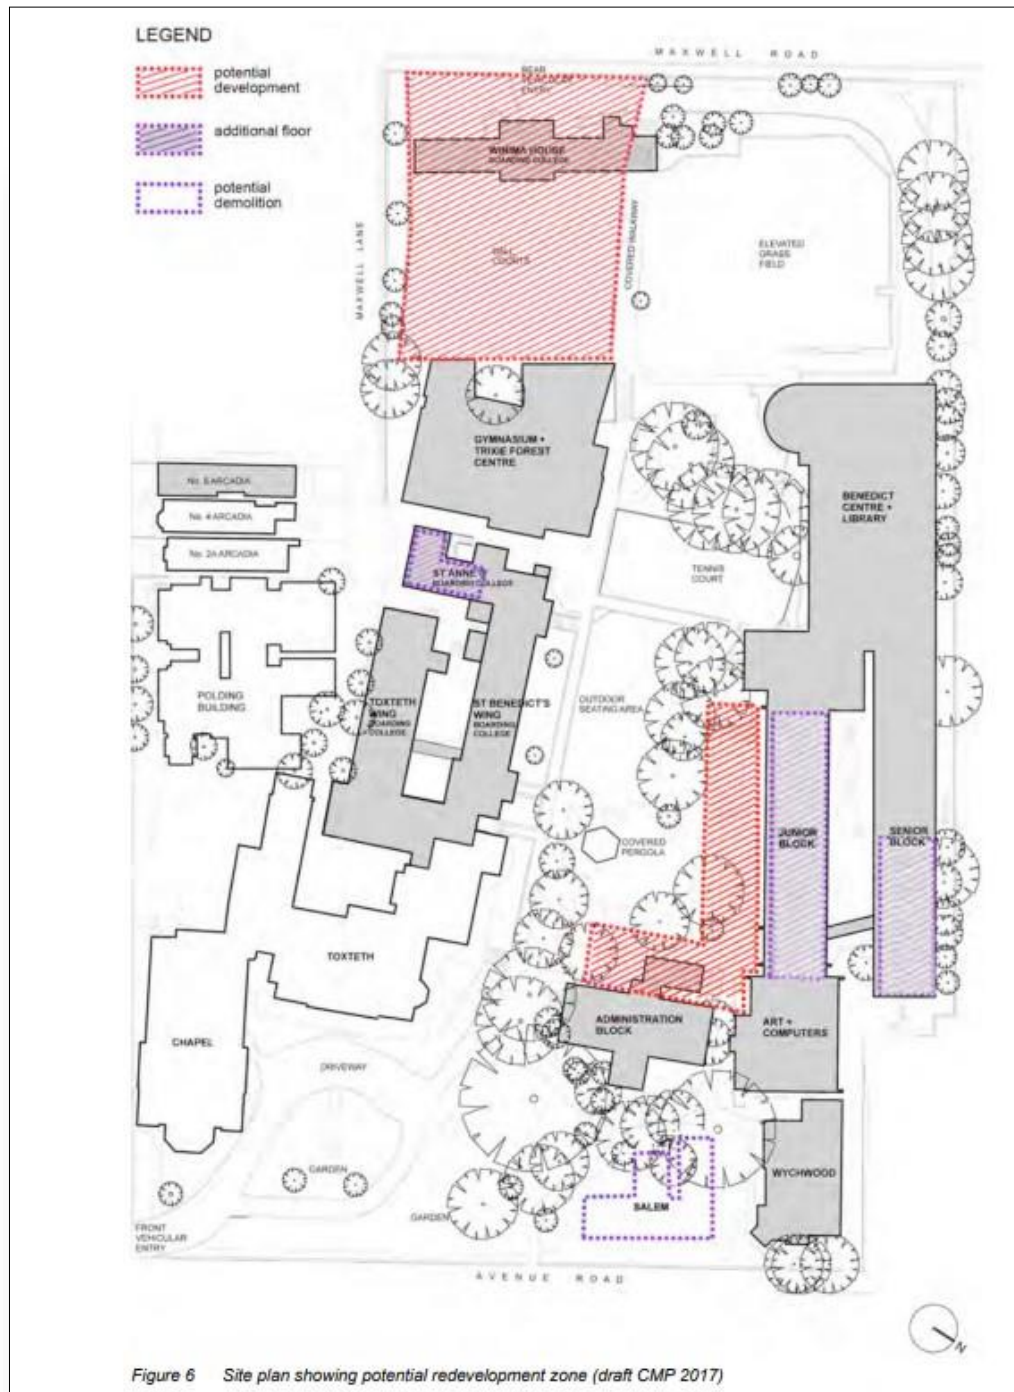 LEGEND
potential
development
additional floor
potential
demolition
MAXWELL ROAD
REAR
VEHICULAR
ENTRY
WINIMA HOUSE
BOARDING COLLEGE
MAXWELL LANE
BALL
COURTS
COVERED WALKWAY
ELEVATED
GRASS
FIELD
GYMNASIUM +
TRIXIE FOREST
CENTRE
BENEDICT
CENTRE +
LIBRARY
ARCADIA
No. 4 ARCADIA
No. 2A ARCADIA
ST ANNE'S
BOARDING COLLEGE
TENNIS
COURT
POLDING
BUILDING
TOXTETH
WING
BOARDING
COLLEGE
ST BENEDICT'S
WING
BOARDING
COLLEGE
OUTDOOR
SEATING AREA
COVERED
PERGOLA
JUNIOR
BLOCK
SENIOR
BLOCK
TOXTETH
ADMINISTRATION
BLOCK
ART +
COMPUTERS
CHAPEL
DRIVEWAY
GARDEN
GARDEN
SALEM
WYCHWOOD
FRONT
VEHICULAR
ENTRY
AVENUE ROAD
N
Figure 6 Site plan showing potential redevelopment zone (draft CMP 2017)